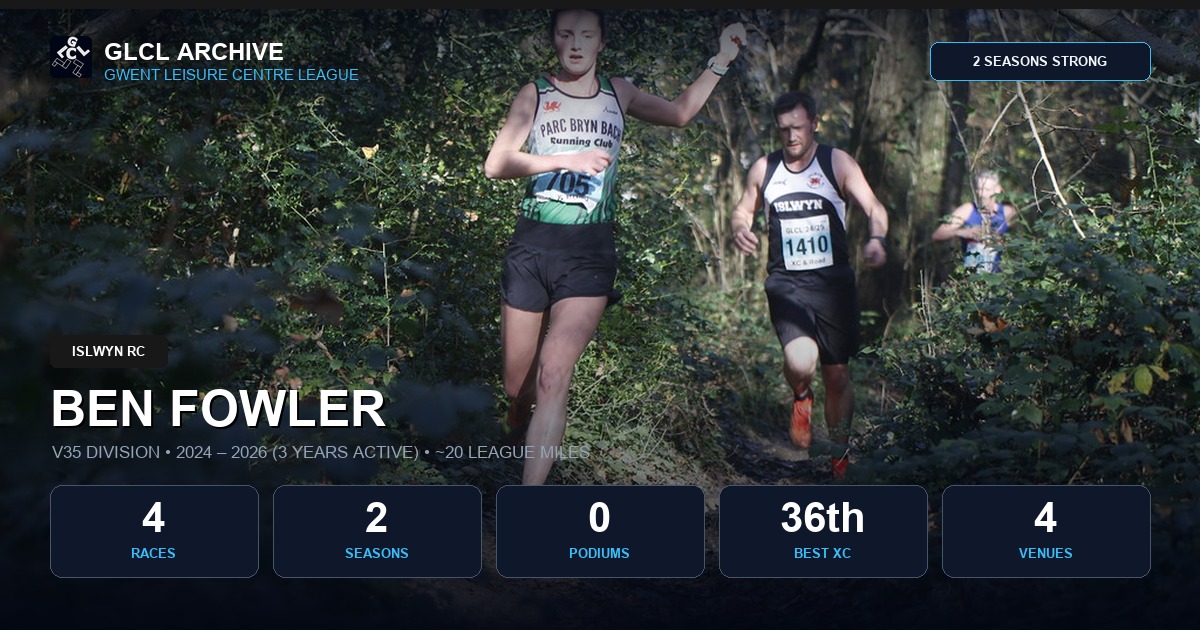 GLCL ARCHIVE
GWENT LEISURE CENTRE LEAGUE
2 SEASONS STRONG
PARC BRYN BACH
Running Club
705
ISLWYN
GLCL 24/25
1410
XC & Road
ISLWYN RC
BEN FOWLER
V35 DIVISION • 2024 – 2026 (3 YEARS ACTIVE) • ~20 LEAGUE MILES
4
RACES
2
SEASONS
0
PODIUMS
36th
BEST XC
4
VENUES